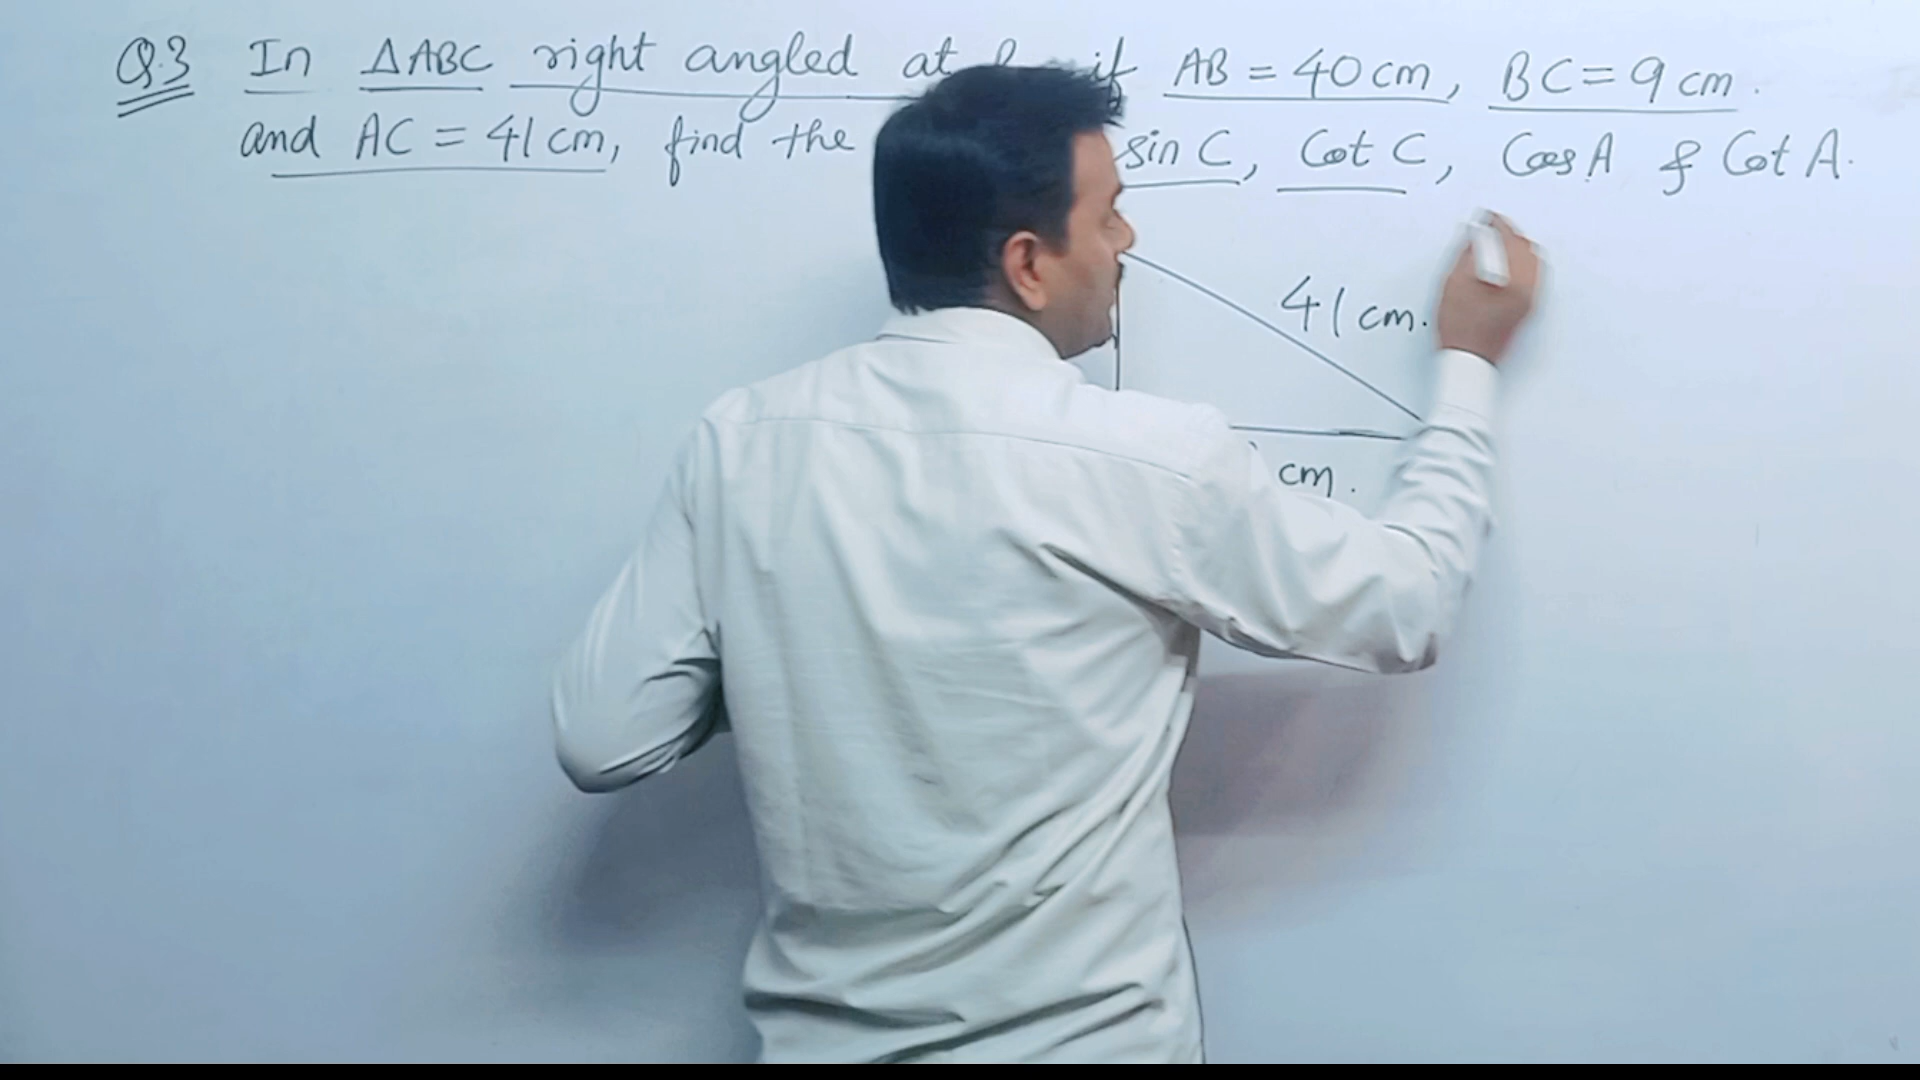 Q.3 In △ABC right angled at if AB = 40 cm, BC = 9 cm.
and AC = 41 cm, find the sin C, Cot C, Cos A & Cot A.
41 cm.
cm.